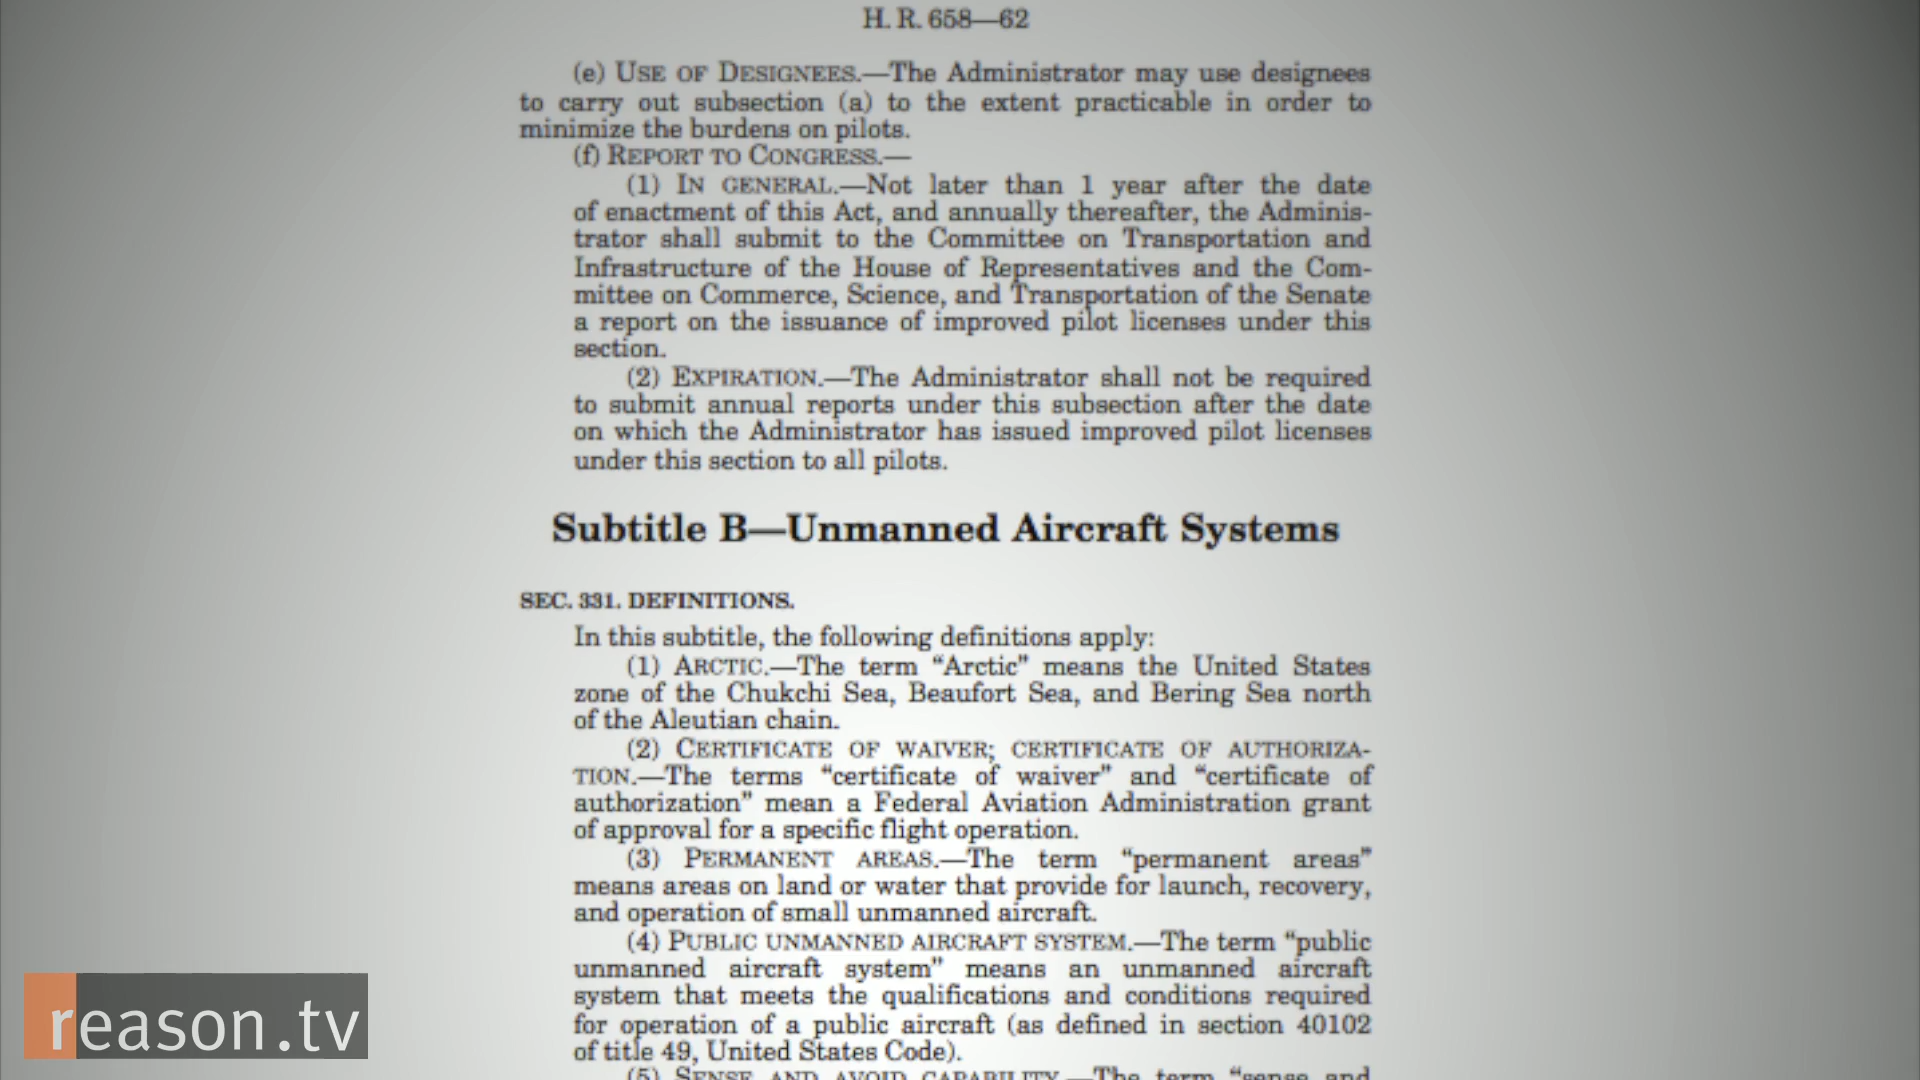 H. R. 658—62
(e) USE OF DESIGNEES.—The Administrator may use designees
to carry out subsection (a) to the extent practicable in order to
minimize the burdens on pilots.
(f) REPORT TO CONGRESS.—
(1) IN GENERAL.—Not later than 1 year after the date
of enactment of this Act, and annually thereafter, the Adminis-
trator shall submit to the Committee on Transportation and
Infrastructure of the House of Representatives and the Com-
mittee on Commerce, Science, and Transportation of the Senate
a report on the issuance of improved pilot licenses under this
section.
(2) EXPIRATION.—The Administrator shall not be required
to submit annual reports under this subsection after the date
on which the Administrator has issued improved pilot licenses
under this section to all pilots.
Subtitle B—Unmanned Aircraft Systems
SEC. 331. DEFINITIONS.
In this subtitle, the following definitions apply:
(1) ARCTIC.—The term “Arctic” means the United States
zone of the Chukchi Sea, Beaufort Sea, and Bering Sea north
of the Aleutian chain.
(2) CERTIFICATE OF WAIVER; CERTIFICATE OF AUTHORIZA-
TION.—The terms “certificate of waiver” and “certificate of
authorization” mean a Federal Aviation Administration grant
of approval for a specific flight operation.
(3) PERMANENT AREAS.—The term “permanent areas”
means areas on land or water that provide for launch, recovery,
and operation of small unmanned aircraft.
(4) PUBLIC UNMANNED AIRCRAFT SYSTEM.—The term “public
unmanned aircraft system” means an unmanned aircraft
system that meets the qualifications and conditions required
for operation of a public aircraft (as defined in section 40102
of title 49, United States Code).
(5) SENSE AND AVOID CAPABILITY.—The term “sense and
reason.tv